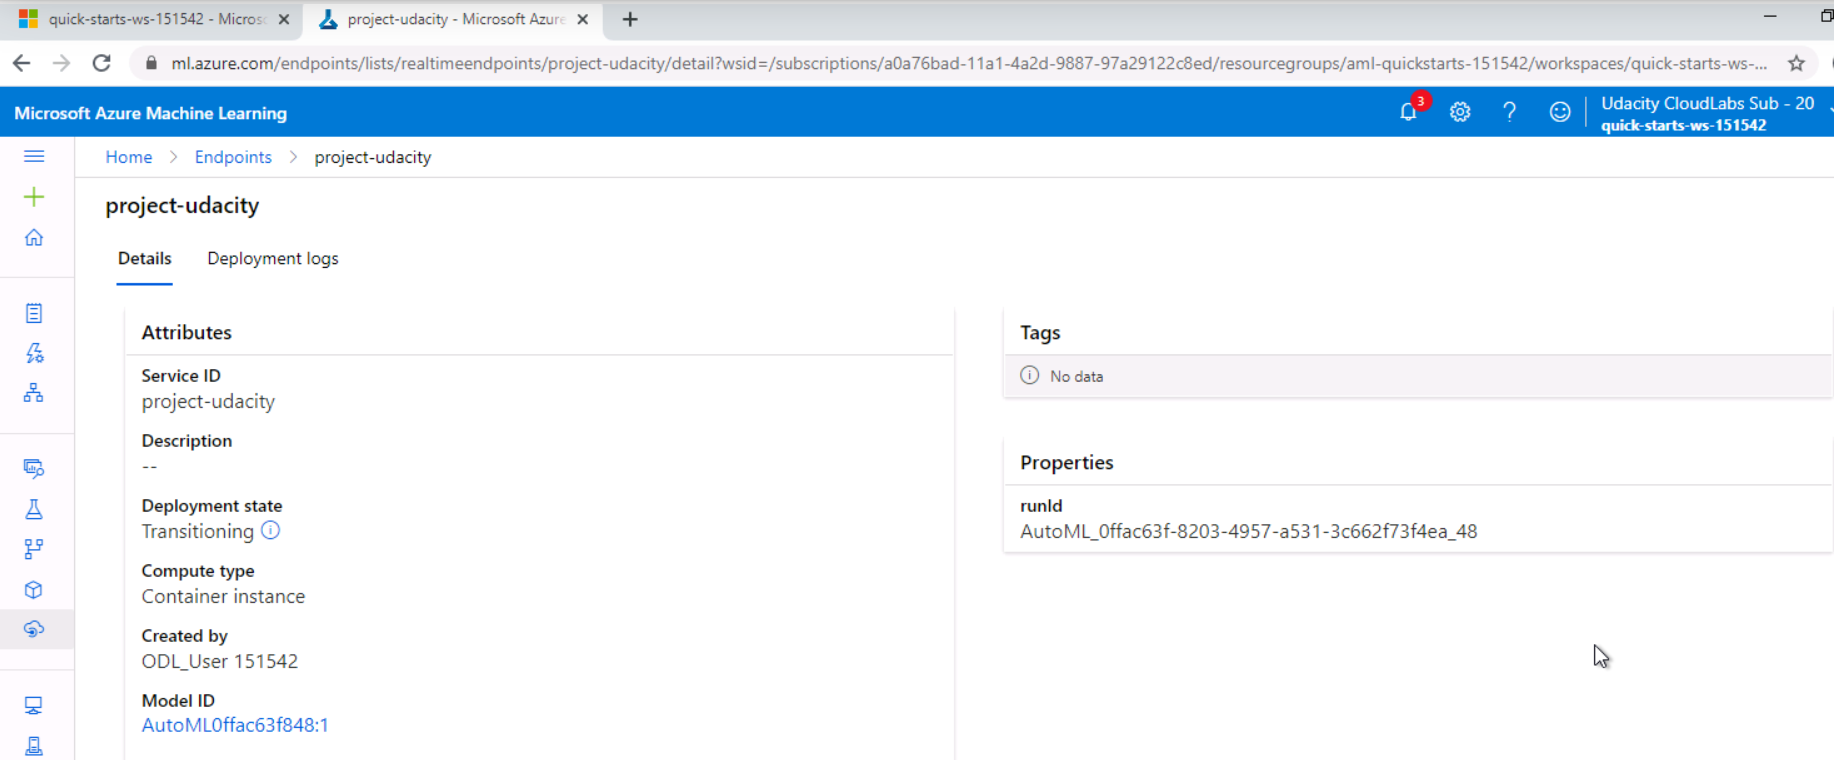 quick-starts-ws-151542 - Micros
project-udacity - Microsoft Azure
ml.azure.com/endpoints/lists/realtimeendpoints/project-udacity/detail?wsid=/subscriptions/a0a76bad-11a1-4a2d-9887-97a29122c8ed/resourcegroups/aml-quickstarts-151542/workspaces/quick-starts-ws-...
Microsoft Azure Machine Learning
3
?
Udacity CloudLabs Sub - 20
quick-starts-ws-151542
Home > Endpoints > project-udacity
project-udacity
Details Deployment logs
Attributes
Service ID
project-udacity
Description
--
Deployment state
Transitioning
Compute type
Container instance
Created by
ODL_User 151542
Model ID
AutoML0ffac63f848:1
Tags
No data
Properties
runId
AutoML_0ffac63f-8203-4957-a531-3c662f73f4ea_48